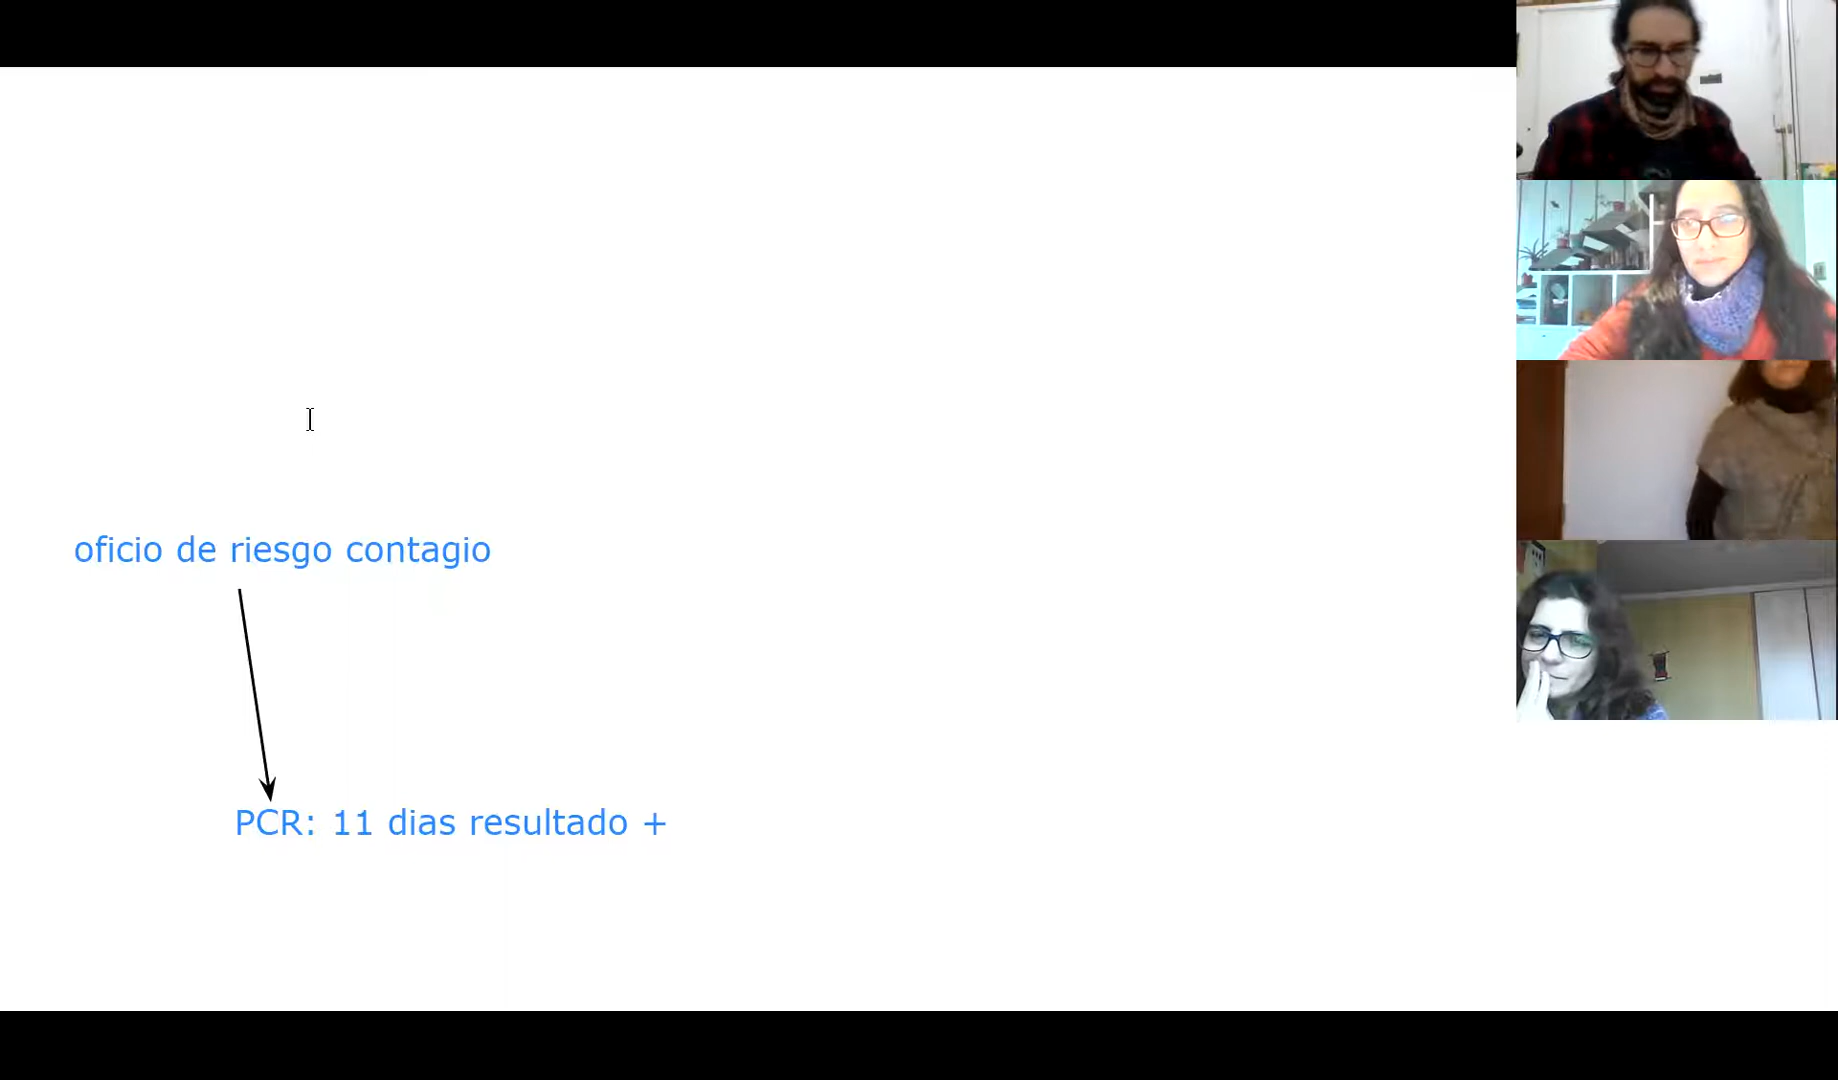 oficio de riesgo contagio
PCR: 11 dias resultado +